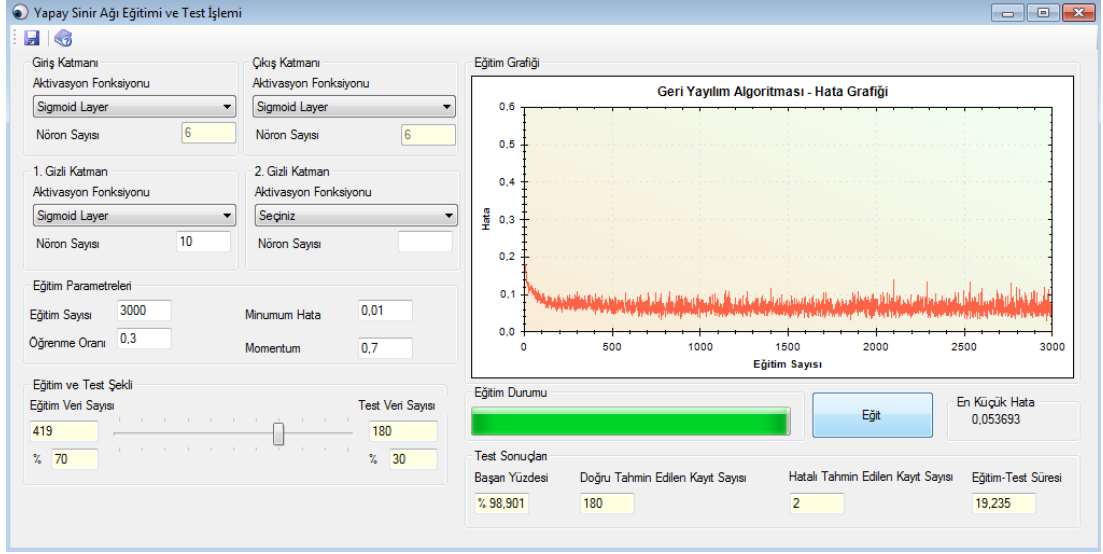 Yapay Sinir Ağı Eğitimi ve Test İşlemi
Giriş Katmanı
Aktivasyon Fonksiyonu
Sigmoid Layer
Nöron Sayısı 6
Çıkış Katmanı
Aktivasyon Fonksiyonu
Sigmoid Layer
Nöron Sayısı 6
1. Gizli Katman
Aktivasyon Fonksiyonu
Sigmoid Layer
Nöron Sayısı 10
2. Gizli Katman
Aktivasyon Fonksiyonu
Seçiniz
Nöron Sayısı
Eğitim Parametreleri
Eğitim Sayısı 3000
Minumum Hata 0,01
Öğrenme Oranı 0,3
Momentum 0,7
Eğitim ve Test Şekli
Eğitim Veri Sayısı Test Veri Sayısı
419 180
% 70 % 30
Eğitim Grafiği
Geri Yayılım Algoritması - Hata Grafiği
0,6
0,5
0,4
0,3
0,2
0,1
0,0
Hata
0 500 1000 1500 2000 2500 3000
Eğitim Sayısı
Eğitim Durumu
Eğit
En Küçük Hata
0,053693
Test Sonuçları
Başarı Yüzdesi Doğru Tahmin Edilen Kayıt Sayısı Hatalı Tahmin Edilen Kayıt Sayısı Eğitim-Test Süresi
% 98,901 180 2 19,235